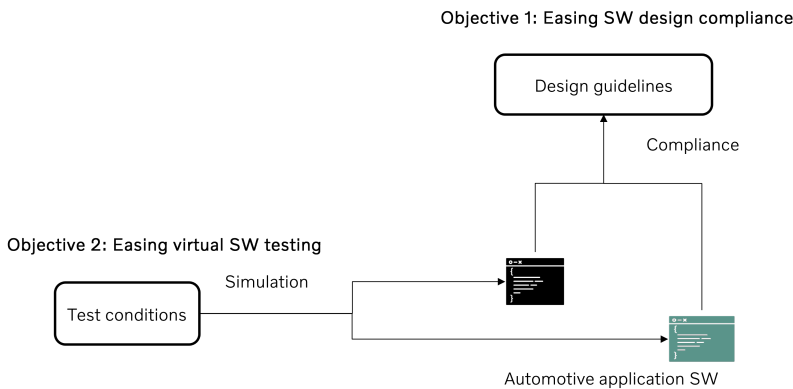 Objective 1: Easing SW design compliance
Design guidelines
Compliance
Objective 2: Easing virtual SW testing
Simulation
Test conditions
Automotive application SW